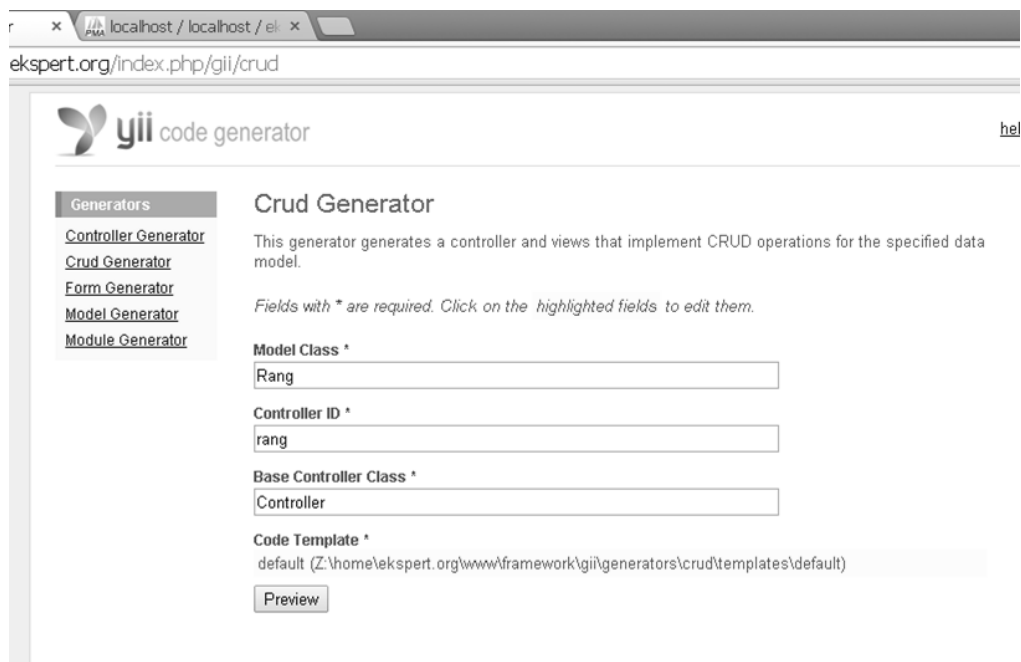 r
PMA localhost / localhost / ek
ekspert.org/index.php/gii/crud
yii code generator
hel
Generators
Controller Generator
Crud Generator
Form Generator
Model Generator
Module Generator
Crud Generator
This generator generates a controller and views that implement CRUD operations for the specified data
model.
Fields with * are required. Click on the highlighted fields to edit them.
Model Class *
Rang
Controller ID *
rang
Base Controller Class *
Controller
Code Template *
default (Z:\home\ekspert.org\www\framework\gii\generators\crud\templates\default)
Preview